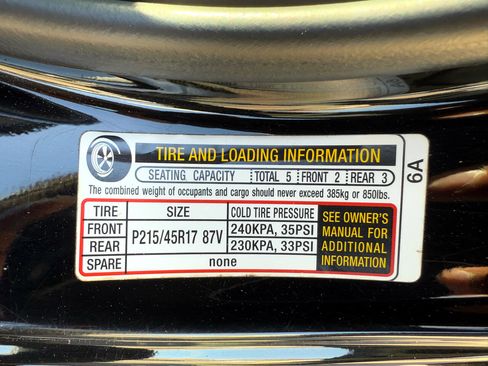 TIRE AND LOADING INFORMATION
SEATING CAPACITY TOTAL 5 FRONT 2 REAR 3
The combined weight of occupants and cargo should never exceed 385kg or 850lbs.
TIRE SIZE COLD TIRE PRESSURE
FRONT P215/45R17 87V 240KPA, 35PSI
REAR 230KPA, 33PSI
SPARE none
SEE OWNER'S
MANUAL FOR
ADDITIONAL
INFORMATION
6A